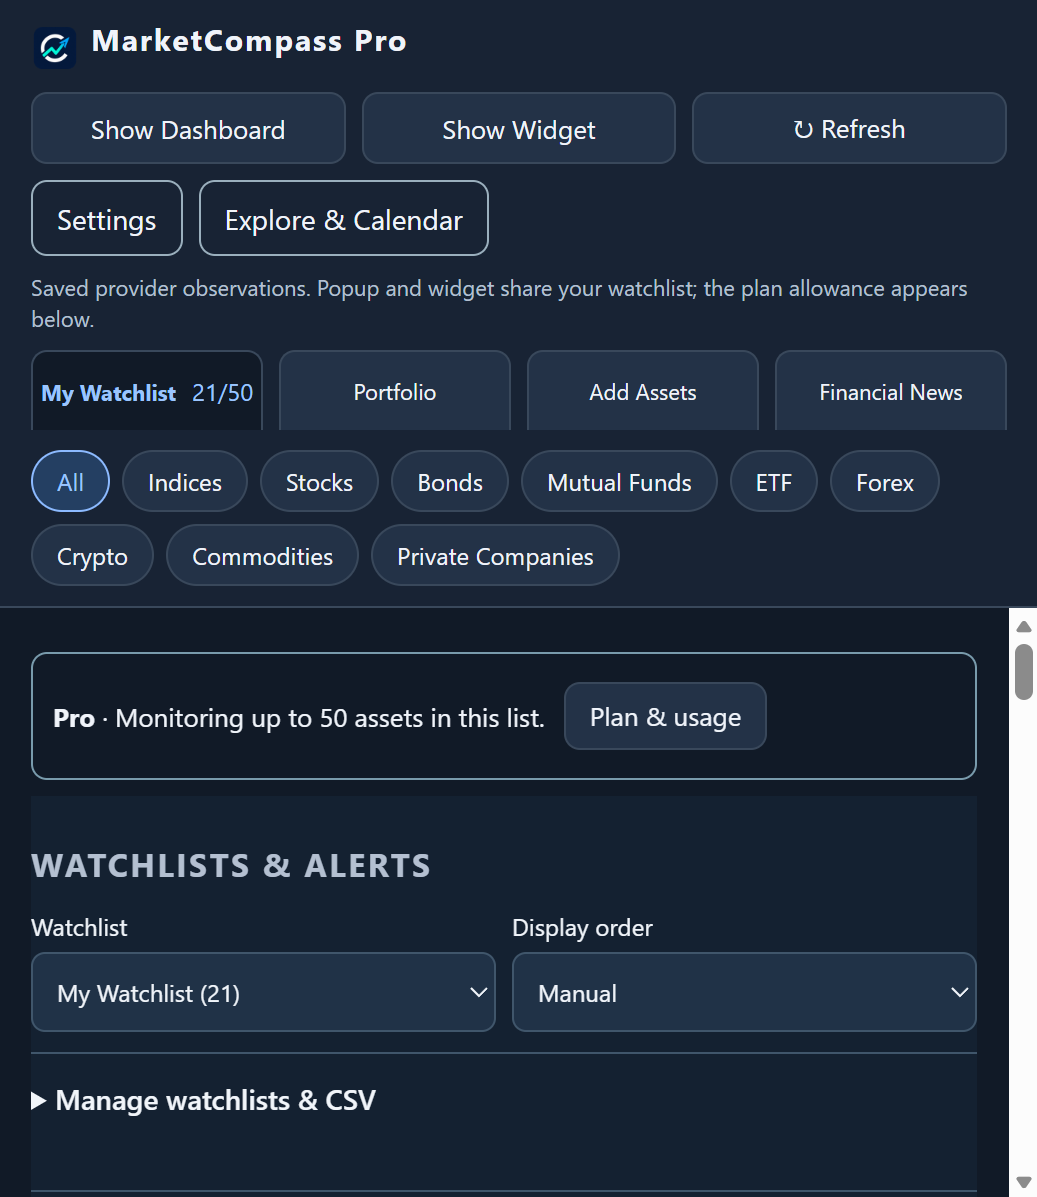 MarketCompass Pro
Show Dashboard
Show Widget
↻ Refresh
Settings
Explore & Calendar
Saved provider observations. Popup and widget share your watchlist; the plan allowance appears
below.
My Watchlist 21/50
Portfolio
Add Assets
Financial News
All
Indices
Stocks
Bonds
Mutual Funds
ETF
Forex
Crypto
Commodities
Private Companies
Pro · Monitoring up to 50 assets in this list.
Plan & usage
WATCHLISTS & ALERTS
Watchlist
Display order
My Watchlist (21)
Manual
Manage watchlists & CSV